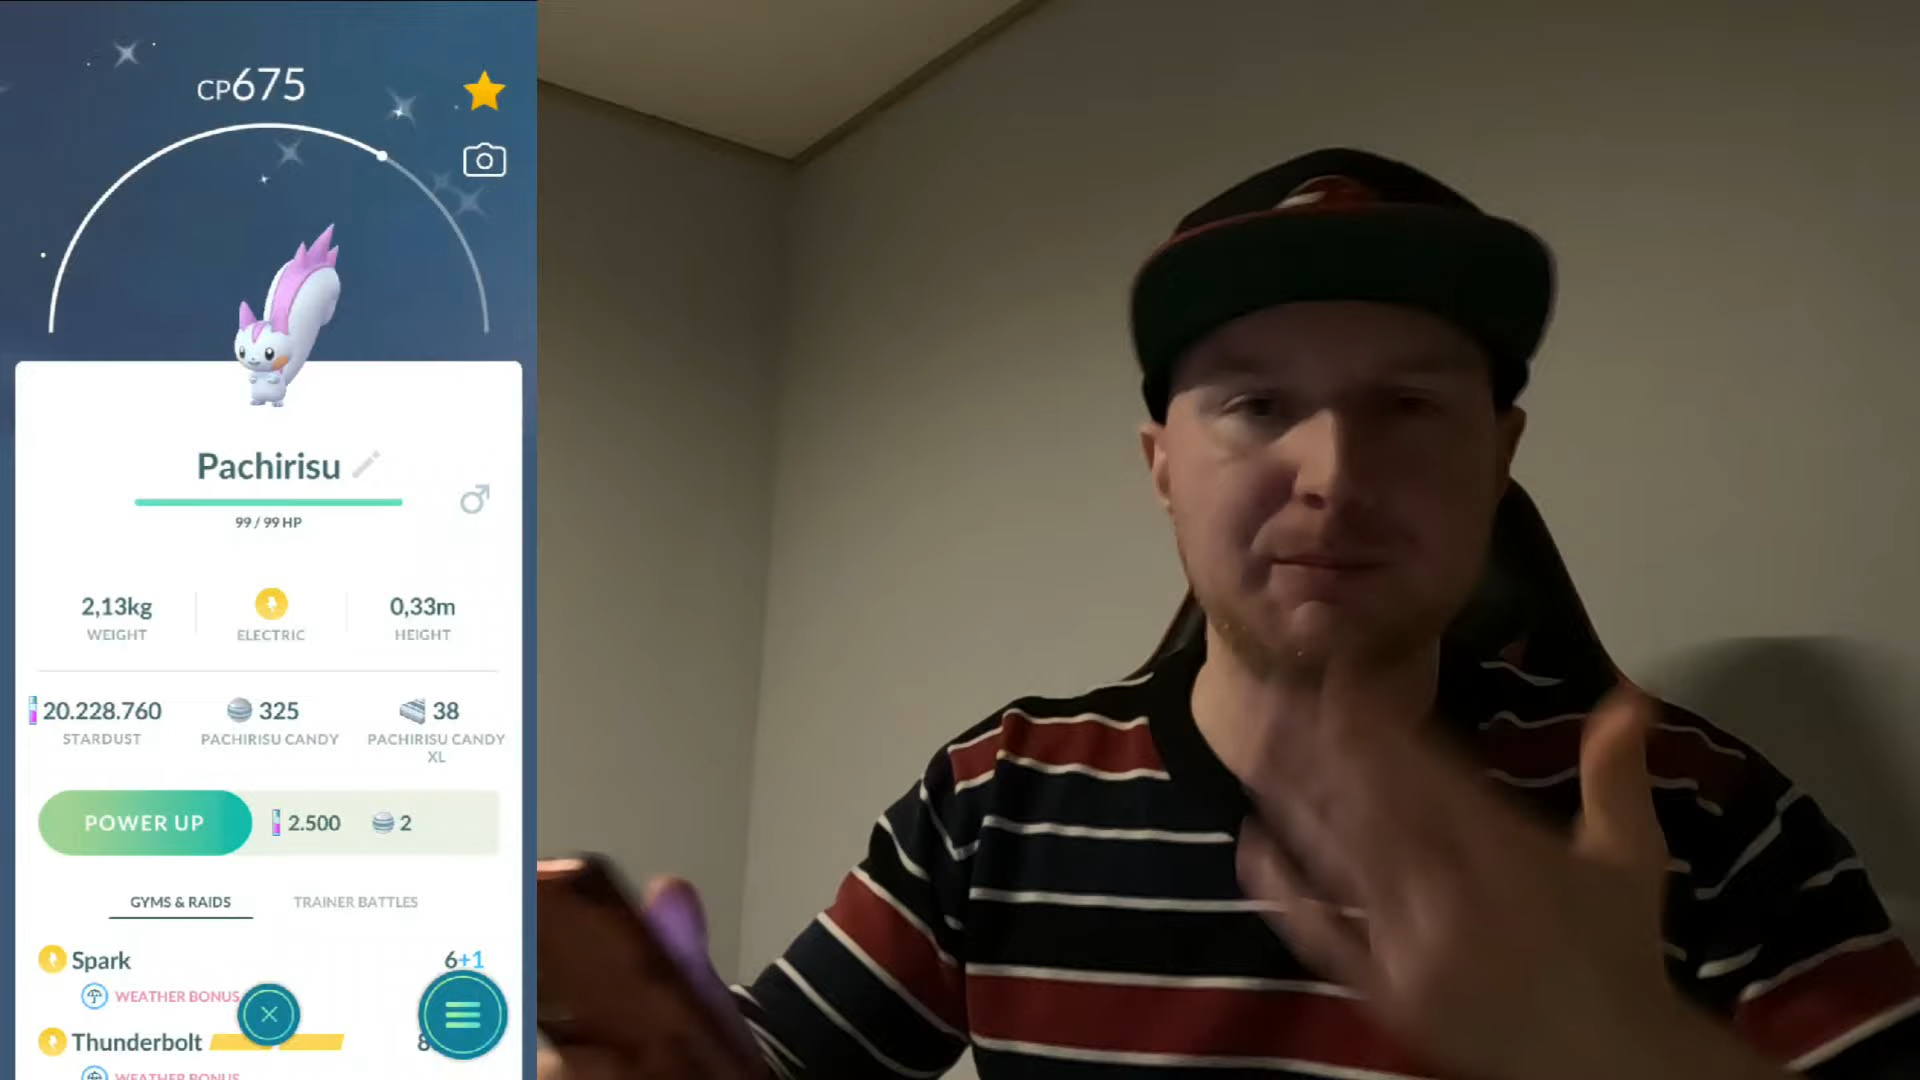 CP675
Pachirisu
99 / 99 HP
2,13kg
WEIGHT
ELECTRIC
0,33m
HEIGHT
20.228.760
STARDUST
325
PACHIRISU CANDY
38
PACHIRISU CANDY
XL
POWER UP
2.500
2
GYMS & RAIDS
TRAINER BATTLES
Spark
6+1
WEATHER BONUS
Thunderbolt
WEATHER BONUS